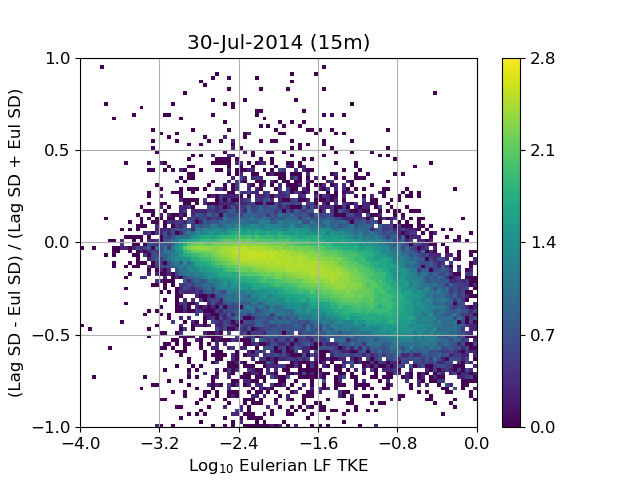 30-Jul-2014 (15m)
(Lag SD - Eul SD) / (Lag SD + Eul SD)
1.0
0.5
0.0
−0.5
−1.0
−4.0 −3.2 −2.4 −1.6 −0.8 0.0
Log10 Eulerian LF TKE
2.8
2.1
1.4
0.7
0.0